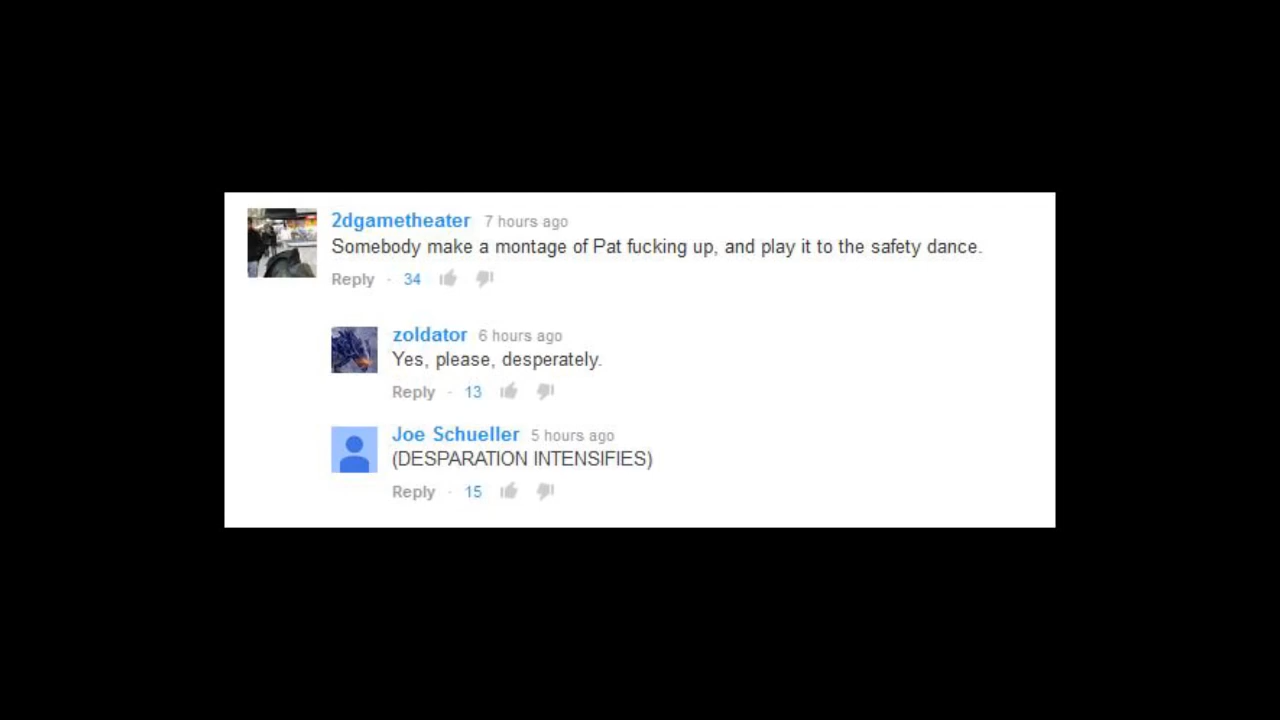 2dgametheater 7 hours ago
Somebody make a montage of Pat fucking up, and play it to the safety dance.
Reply · 34
zoldator 6 hours ago
Yes, please, desperately.
Reply · 13
Joe Schueller 5 hours ago
(DESPARATION INTENSIFIES)
Reply · 15